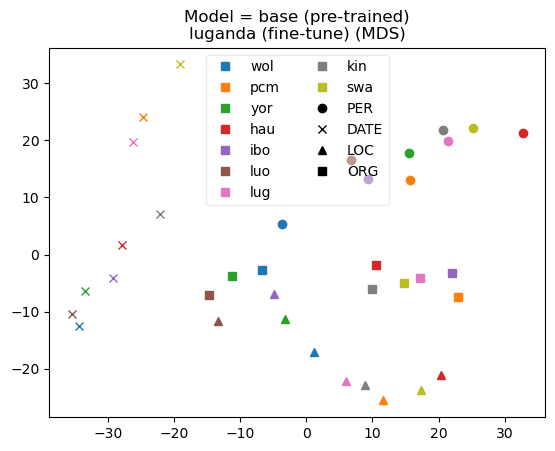 Model = base (pre-trained)
luganda (fine-tune) (MDS)
wol kin
pcm swa
yor PER
hau DATE
ibo LOC
luo ORG
lug
30
20
10
0
−10
−20
−30 −20 −10 0 10 20 30